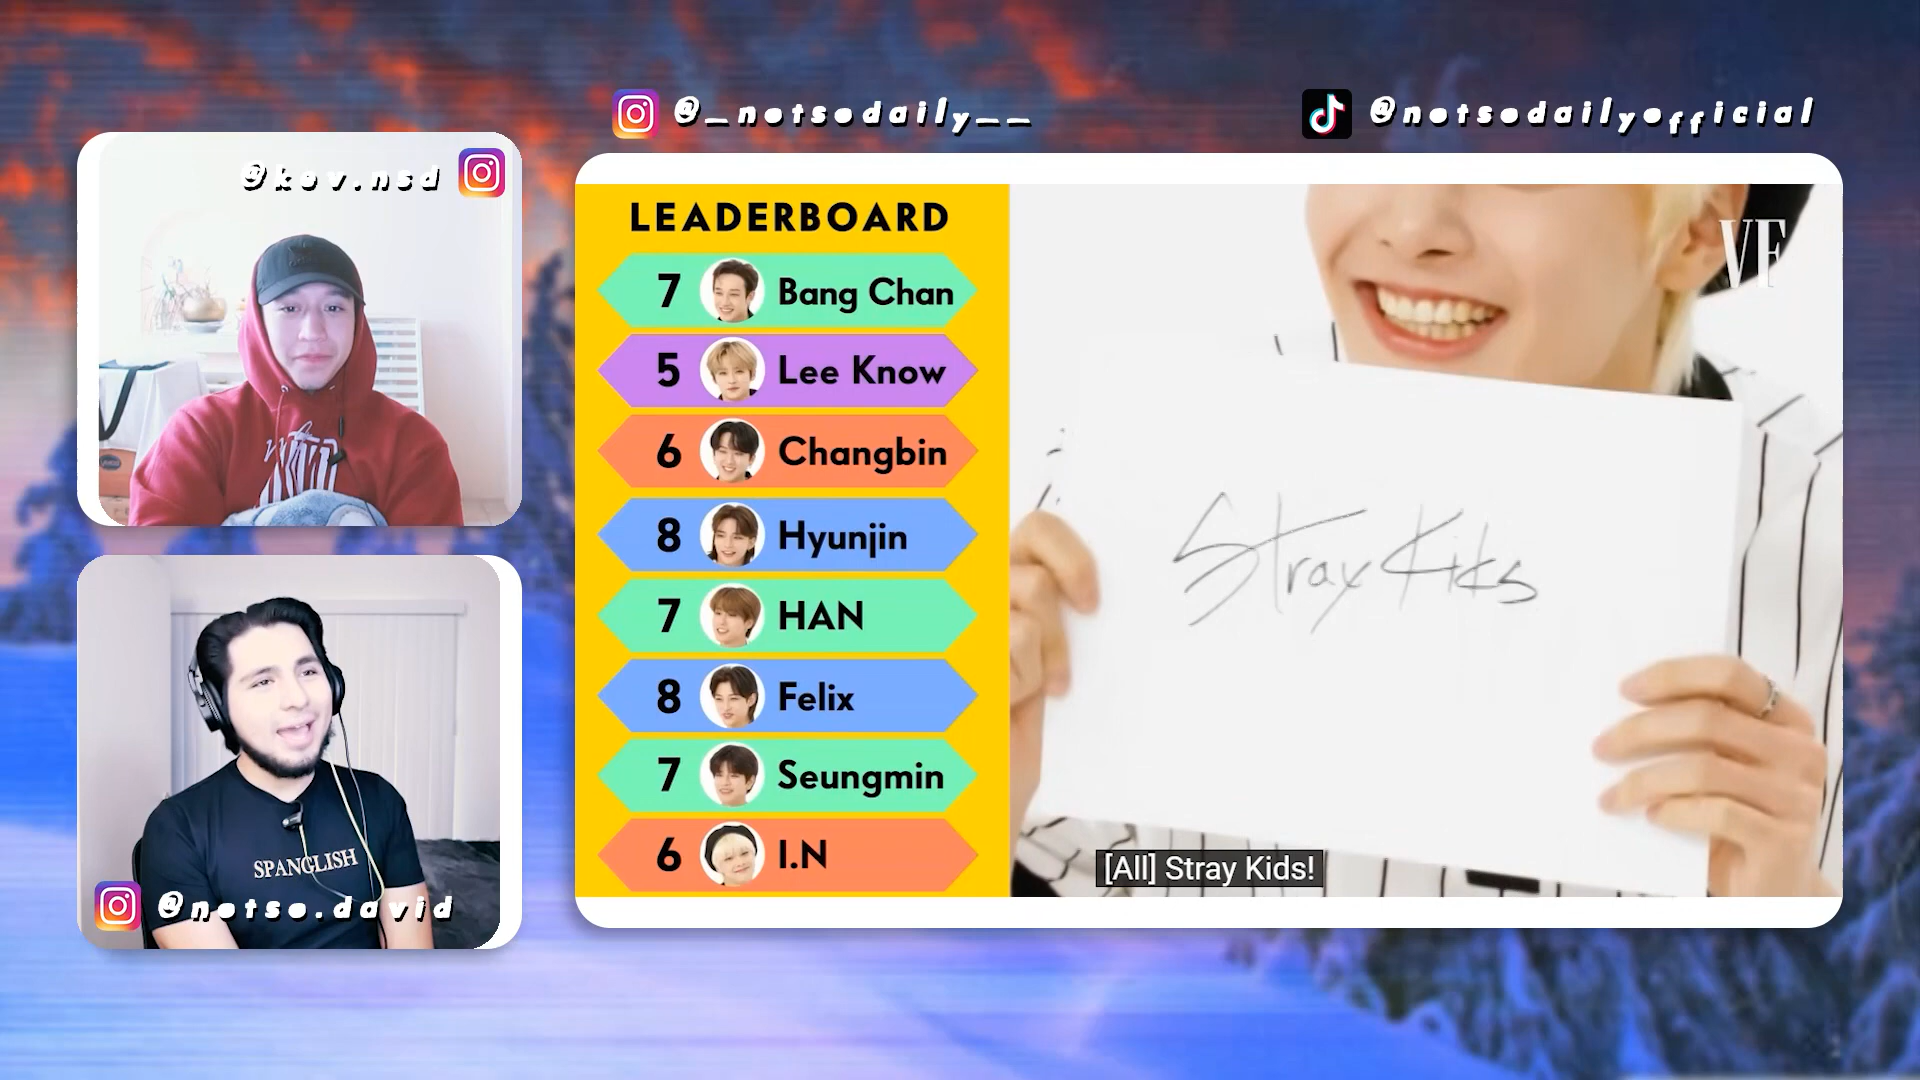 @_notsodaily__
@notsodailyofficial
@kev.nsd
LEADERBOARD
7 Bang Chan
5 Lee Know
6 Changbin
8 Hyunjin
7 HAN
8 Felix
7 Seungmin
6 I.N
VF
Stray Kids
[All] Stray Kids!
SPANGLISH
@notso.david